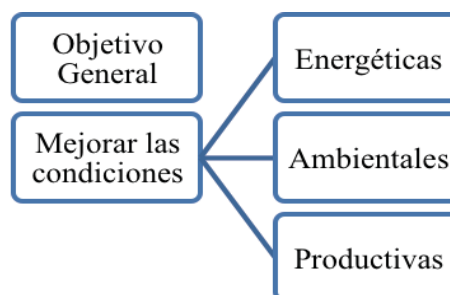 Objetivo
General
Mejorar las
condiciones
Energéticas
Ambientales
Productivas